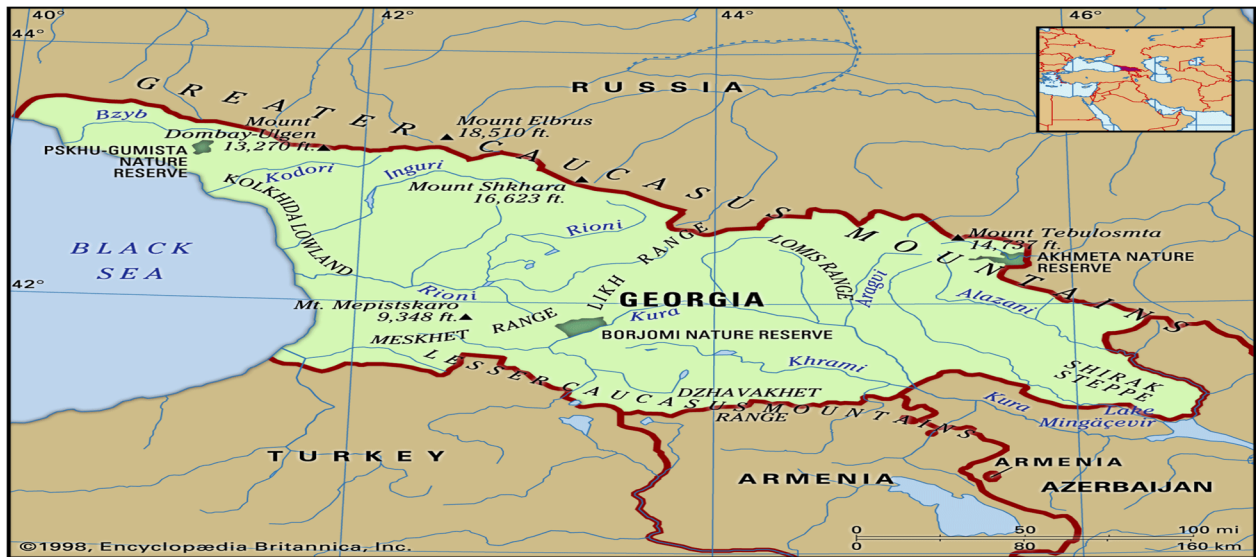 40°
42°
44°
46°
44°
42°
RUSSIA
GREATER CAUCASUS MOUNTAINS
Bzyb
Mount
Dombay-Ulgen
13,270 ft.
Mount Elbrus
18,510 ft.
PSKHU-GUMISTA
NATURE
RESERVE
Kodori
Inguri
Mount Shkhara
16,623 ft.
KOLKHIDA LOWLAND
Rioni
BLACK
SEA
LIKH RANGE
LOMIS RANGE
Aragvi
Mount Tebulosmta
14,737 ft.
AKHMETA NATURE
RESERVE
Alazani
Rioni
Mt. Mepistskaro
9,348 ft.
GEORGIA
Kura
MESKHET RANGE
BORJOMI NATURE RESERVE
Khrami
SHIRAK
STEPPE
LESSER CAUCASUS MOUNTAINS
DZHAVAKHET
RANGE
Kura
Lake
Mingäçevir
TURKEY
ARMENIA
ARMENIA
AZERBAIJAN
0 100 mi
0 80 160 km
©1998, Encyclopædia Britannica, Inc.